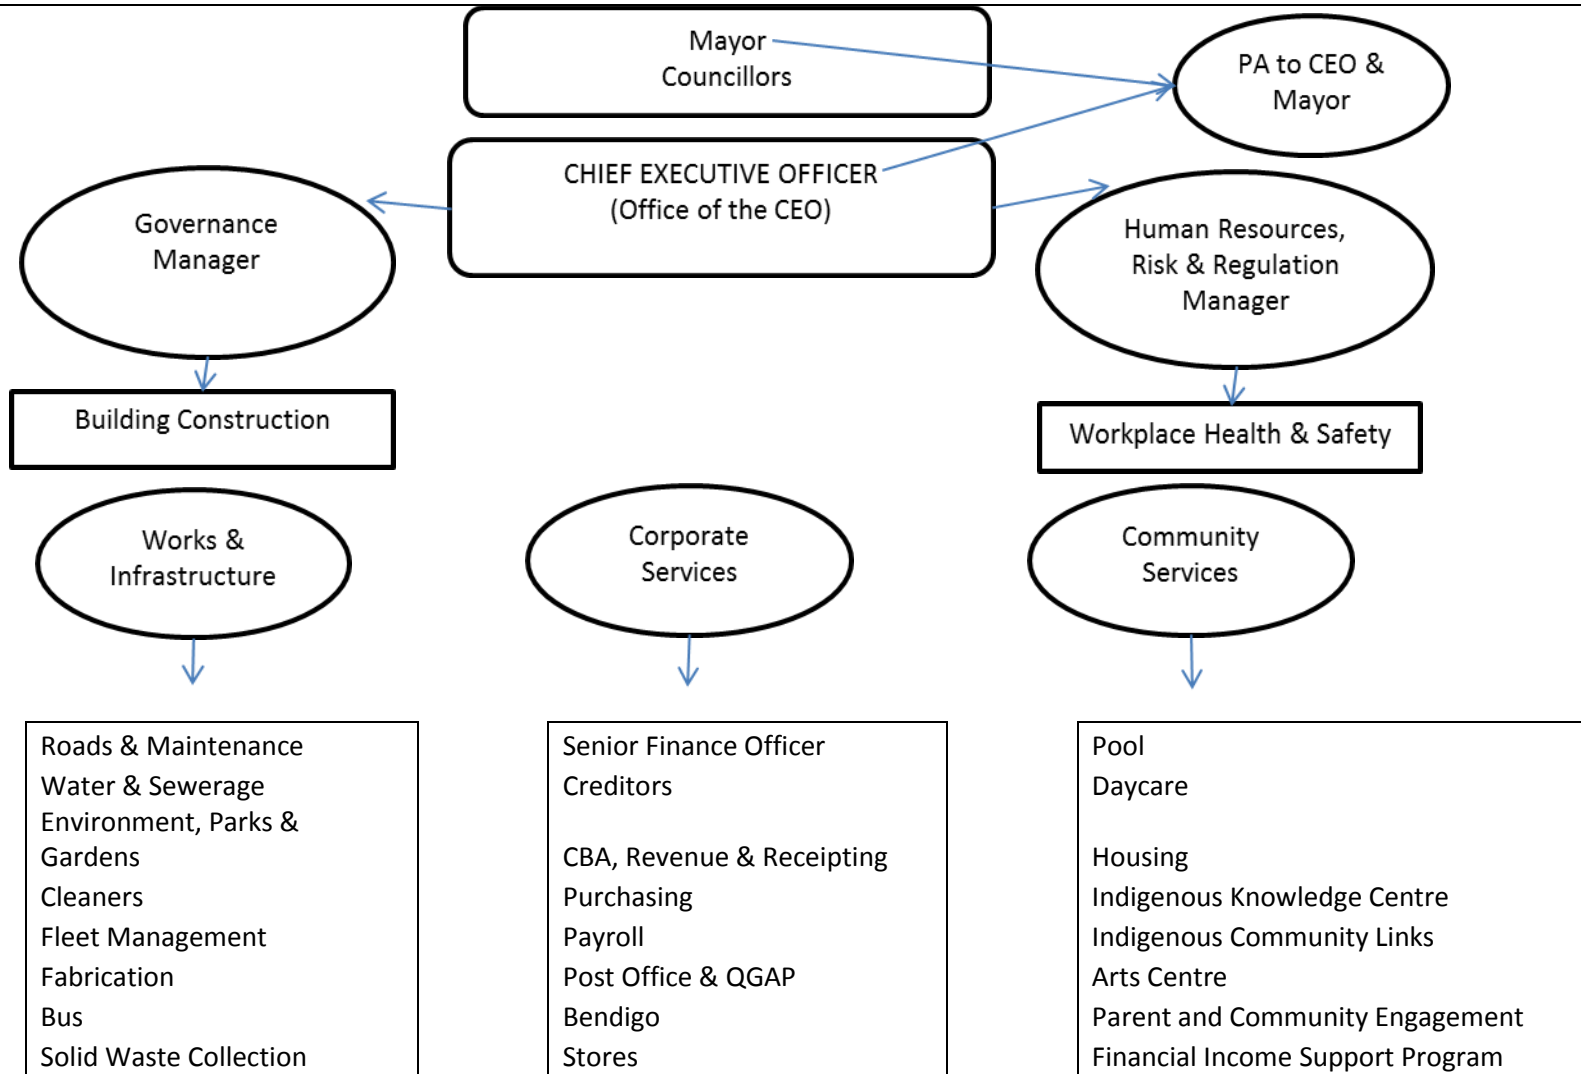 Mayor
Councillors
PA to CEO &
Mayor
CHIEF EXECUTIVE OFFICER
(Office of the CEO)
Governance
Manager
Human Resources,
Risk & Regulation
Manager
Building Construction
Workplace Health & Safety
Works &
Infrastructure
Corporate
Services
Community
Services
Roads & Maintenance
Water & Sewerage
Environment, Parks &
Gardens
Cleaners
Fleet Management
Fabrication
Bus
Solid Waste Collection
Senior Finance Officer
Creditors
CBA, Revenue & Receipting
Purchasing
Payroll
Post Office & QGAP
Bendigo
Stores
Pool
Daycare
Housing
Indigenous Knowledge Centre
Indigenous Community Links
Arts Centre
Parent and Community Engagement
Financial Income Support Program